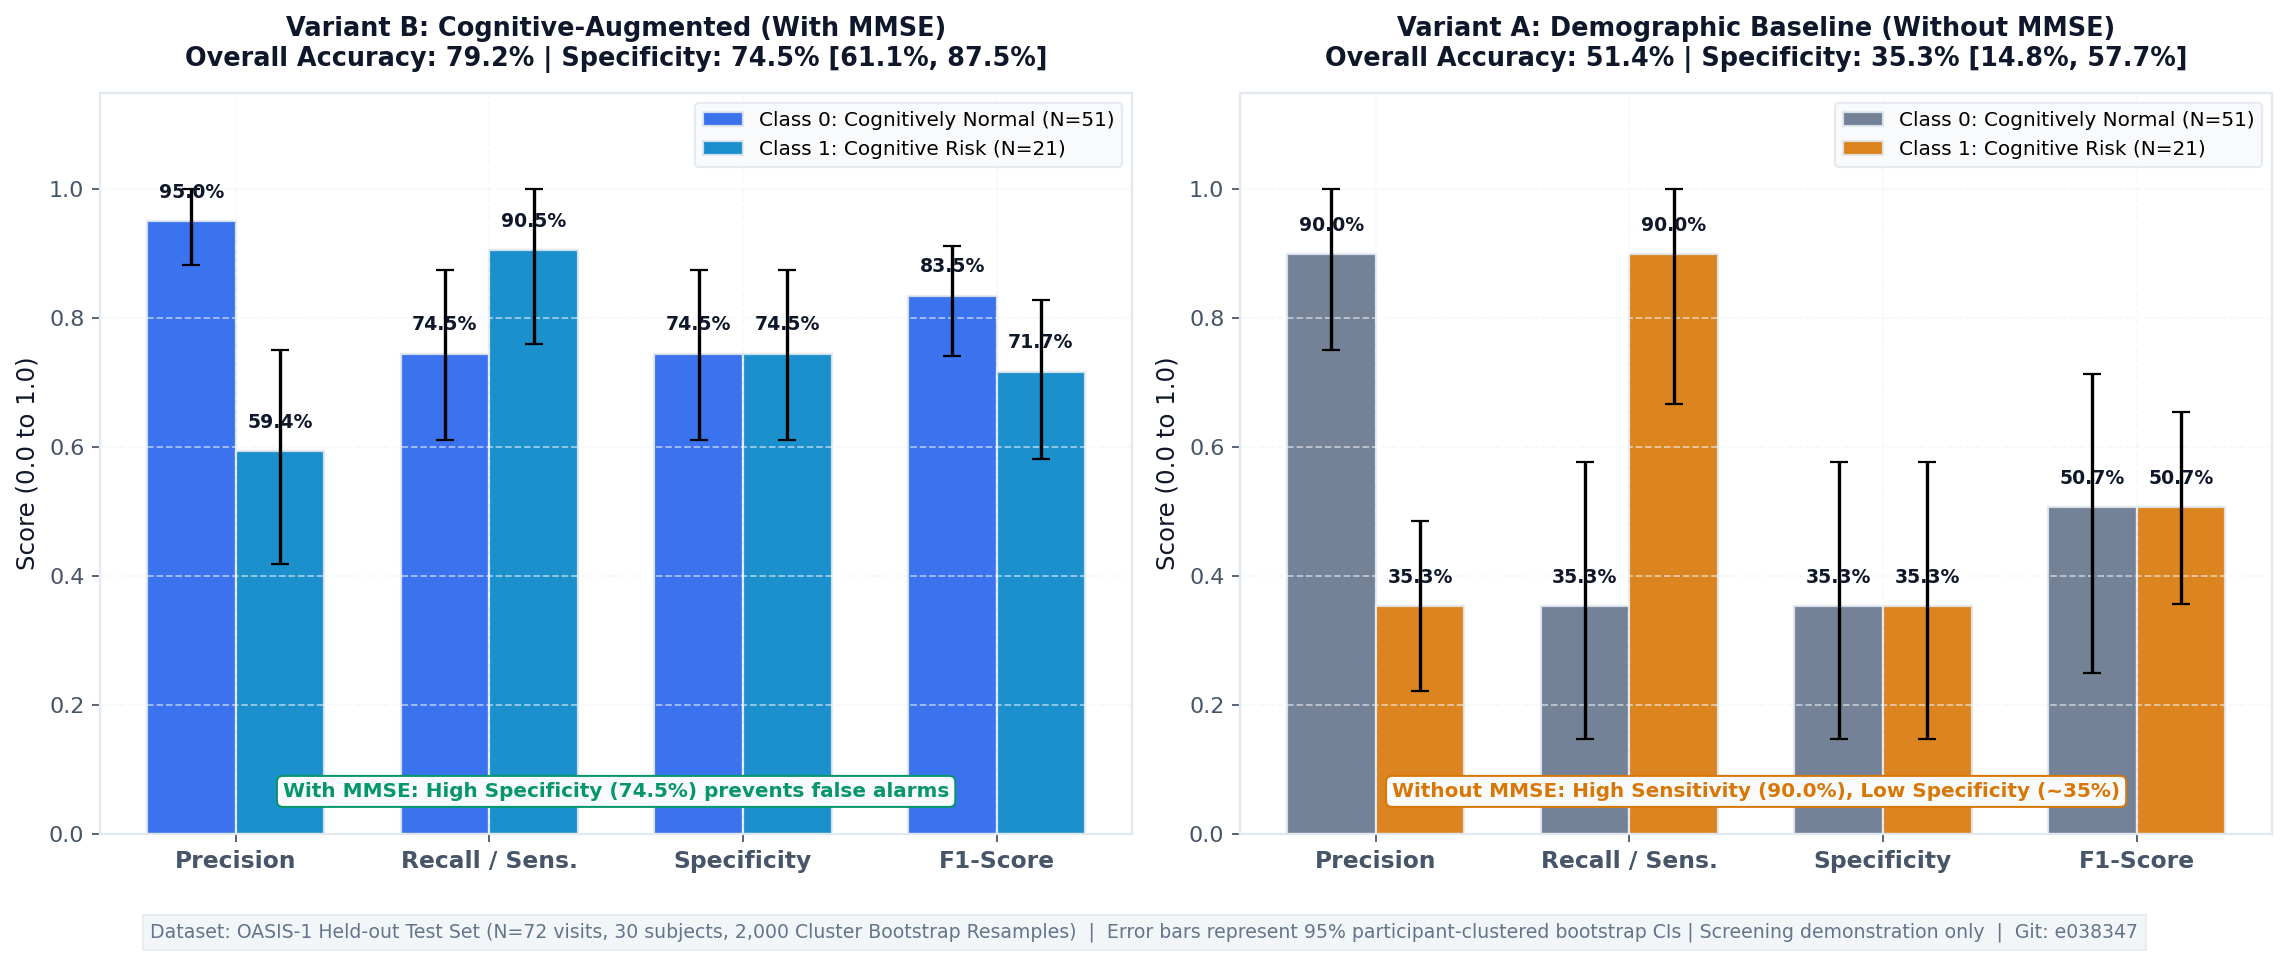 Variant B: Cognitive-Augmented (With MMSE)
Overall Accuracy: 79.2% | Specificity: 74.5% [61.1%, 87.5%]
Class 0: Cognitively Normal (N=51)
Class 1: Cognitive Risk (N=21)
Score (0.0 to 1.0)
1.0
0.8
0.6
0.4
0.2
0.0
95.0%
59.4%
74.5%
90.5%
74.5%
74.5%
83.5%
71.7%
With MMSE: High Specificity (74.5%) prevents false alarms
Precision
Recall / Sens.
Specificity
F1-Score
Variant A: Demographic Baseline (Without MMSE)
Overall Accuracy: 51.4% | Specificity: 35.3% [14.8%, 57.7%]
Class 0: Cognitively Normal (N=51)
Class 1: Cognitive Risk (N=21)
Score (0.0 to 1.0)
1.0
0.8
0.6
0.4
0.2
0.0
90.0%
35.3%
35.3%
90.0%
35.3%
35.3%
50.7%
50.7%
Without MMSE: High Sensitivity (90.0%), Low Specificity (~35%)
Precision
Recall / Sens.
Specificity
F1-Score
Dataset: OASIS-1 Held-out Test Set (N=72 visits, 30 subjects, 2,000 Cluster Bootstrap Resamples) | Error bars represent 95% participant-clustered bootstrap CIs | Screening demonstration only | Git: e038347